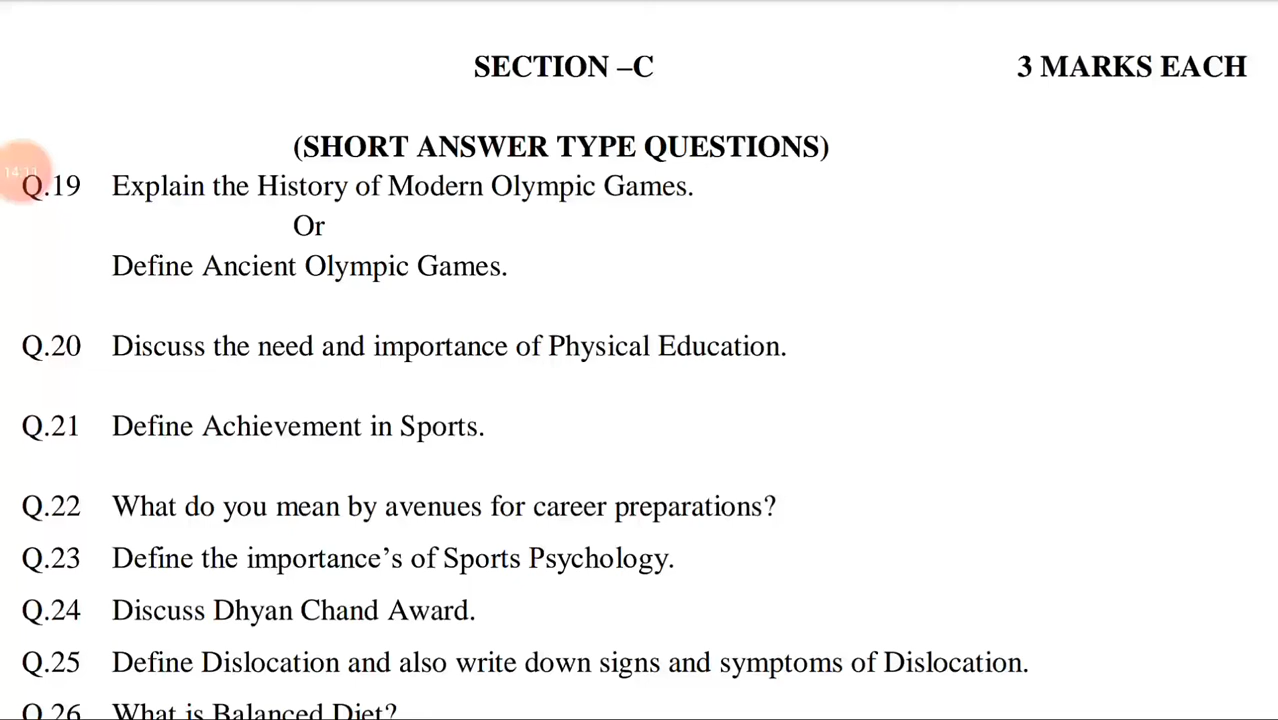 SECTION –C 3 MARKS EACH
(SHORT ANSWER TYPE QUESTIONS)
Q.19 Explain the History of Modern Olympic Games.
Or
Define Ancient Olympic Games.
Q.20 Discuss the need and importance of Physical Education.
Q.21 Define Achievement in Sports.
Q.22 What do you mean by avenues for career preparations?
Q.23 Define the importance’s of Sports Psychology.
Q.24 Discuss Dhyan Chand Award.
Q.25 Define Dislocation and also write down signs and symptoms of Dislocation.
Q.26 What is Balanced Diet?